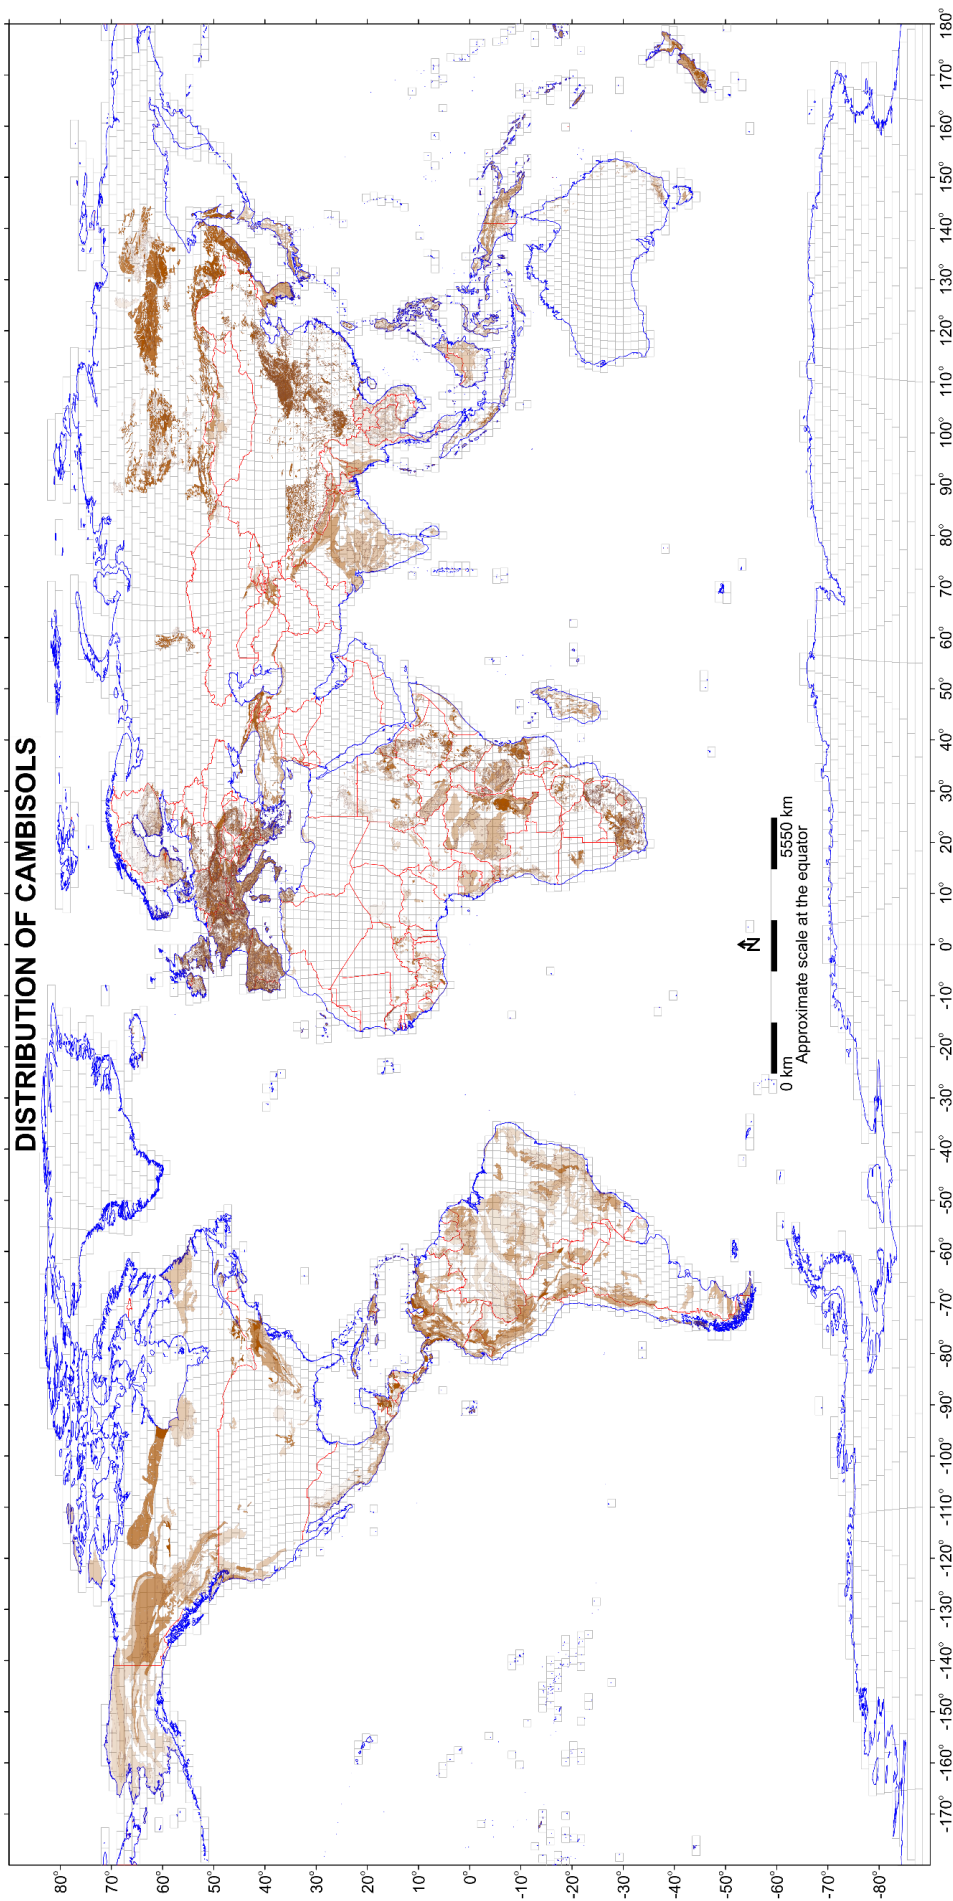 DISTRIBUTION OF CAMBISOLS
80°
70°
60°
50°
40°
30°
20°
10°
0°
-10°
-20°
-30°
-40°
-50°
-60°
-70°
-80°
N
0 km
5550 km
Approximate scale at the equator
-170° -160° -150° -140° -130° -120° -110° -100° -90° -80° -70° -60° -50° -40° -30° -20° -10° 0° 10° 20° 30° 40° 50° 60° 70° 80° 90° 100° 110° 120° 130° 140° 150° 160° 170° 180°